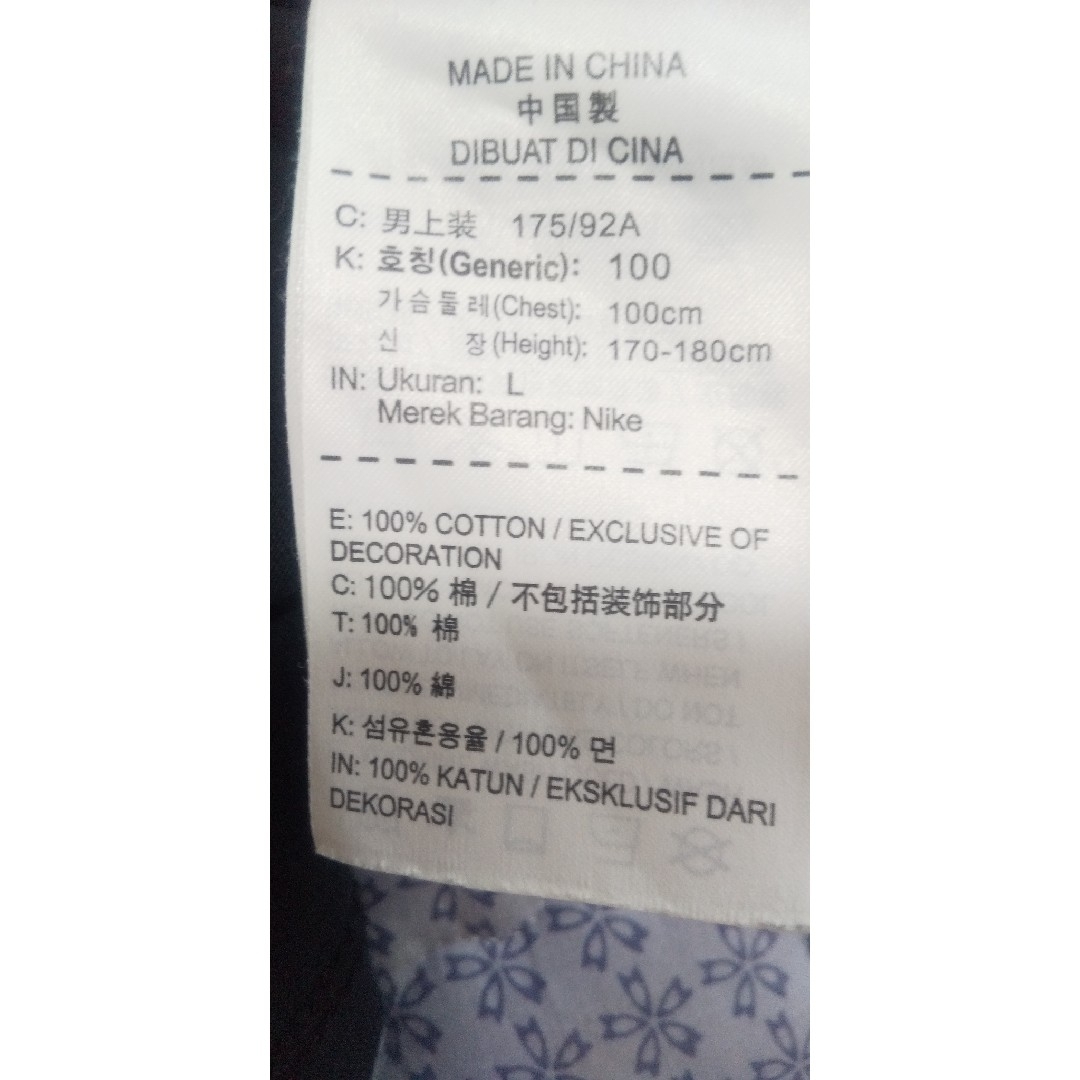 MADE IN CHINA
中国製
DIBUAT DI CINA
C: 男上装 175/92A
K: 호칭(Generic): 100
가슴둘레(Chest): 100cm
신 장(Height): 170-180cm
IN: Ukuran: L
Merek Barang: Nike
E: 100% COTTON / EXCLUSIVE OF
DECORATION
C: 100% 棉 / 不包括装饰部分
T: 100% 棉
J: 100% 綿
K: 섬유혼용율 / 100% 면
IN: 100% KATUN / EKSKLUSIF DARI
DEKORASI